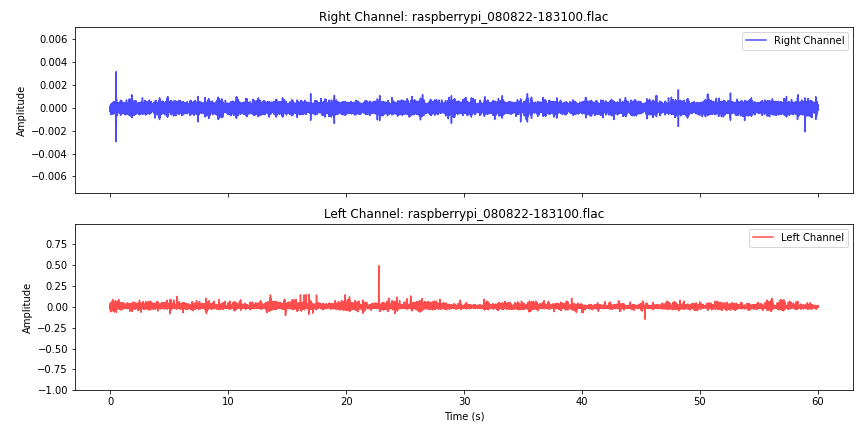 Right Channel: raspberrypi_080822-183100.flac
Right Channel
Amplitude
0.006
0.004
0.002
0.000
−0.002
−0.004
−0.006
Left Channel: raspberrypi_080822-183100.flac
Left Channel
Amplitude
0.75
0.50
0.25
0.00
−0.25
−0.50
−0.75
−1.00
0 10 20 30 40 50 60
Time (s)